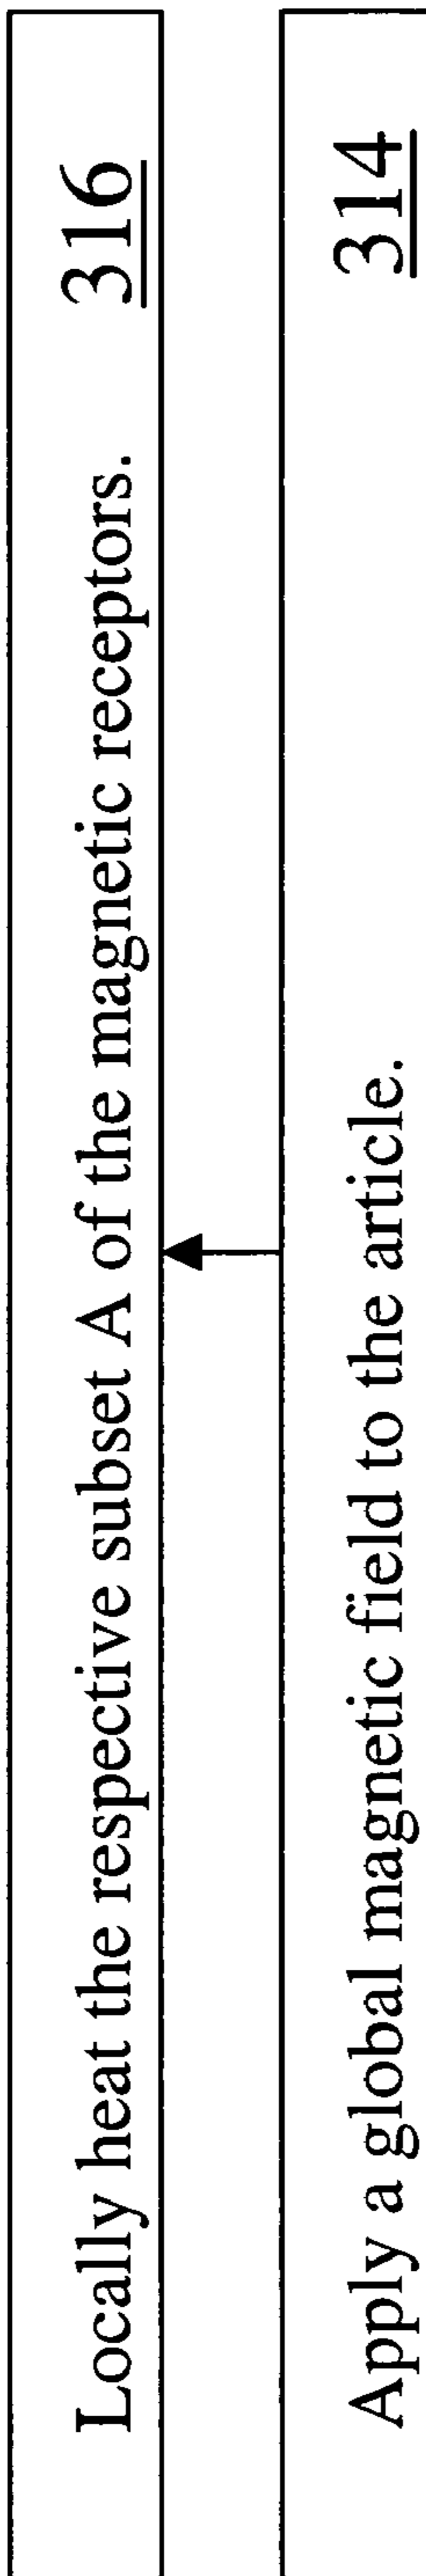 Locally heat the respective subset A of the magnetic receptors. 316
Apply a global magnetic field to the article. 314